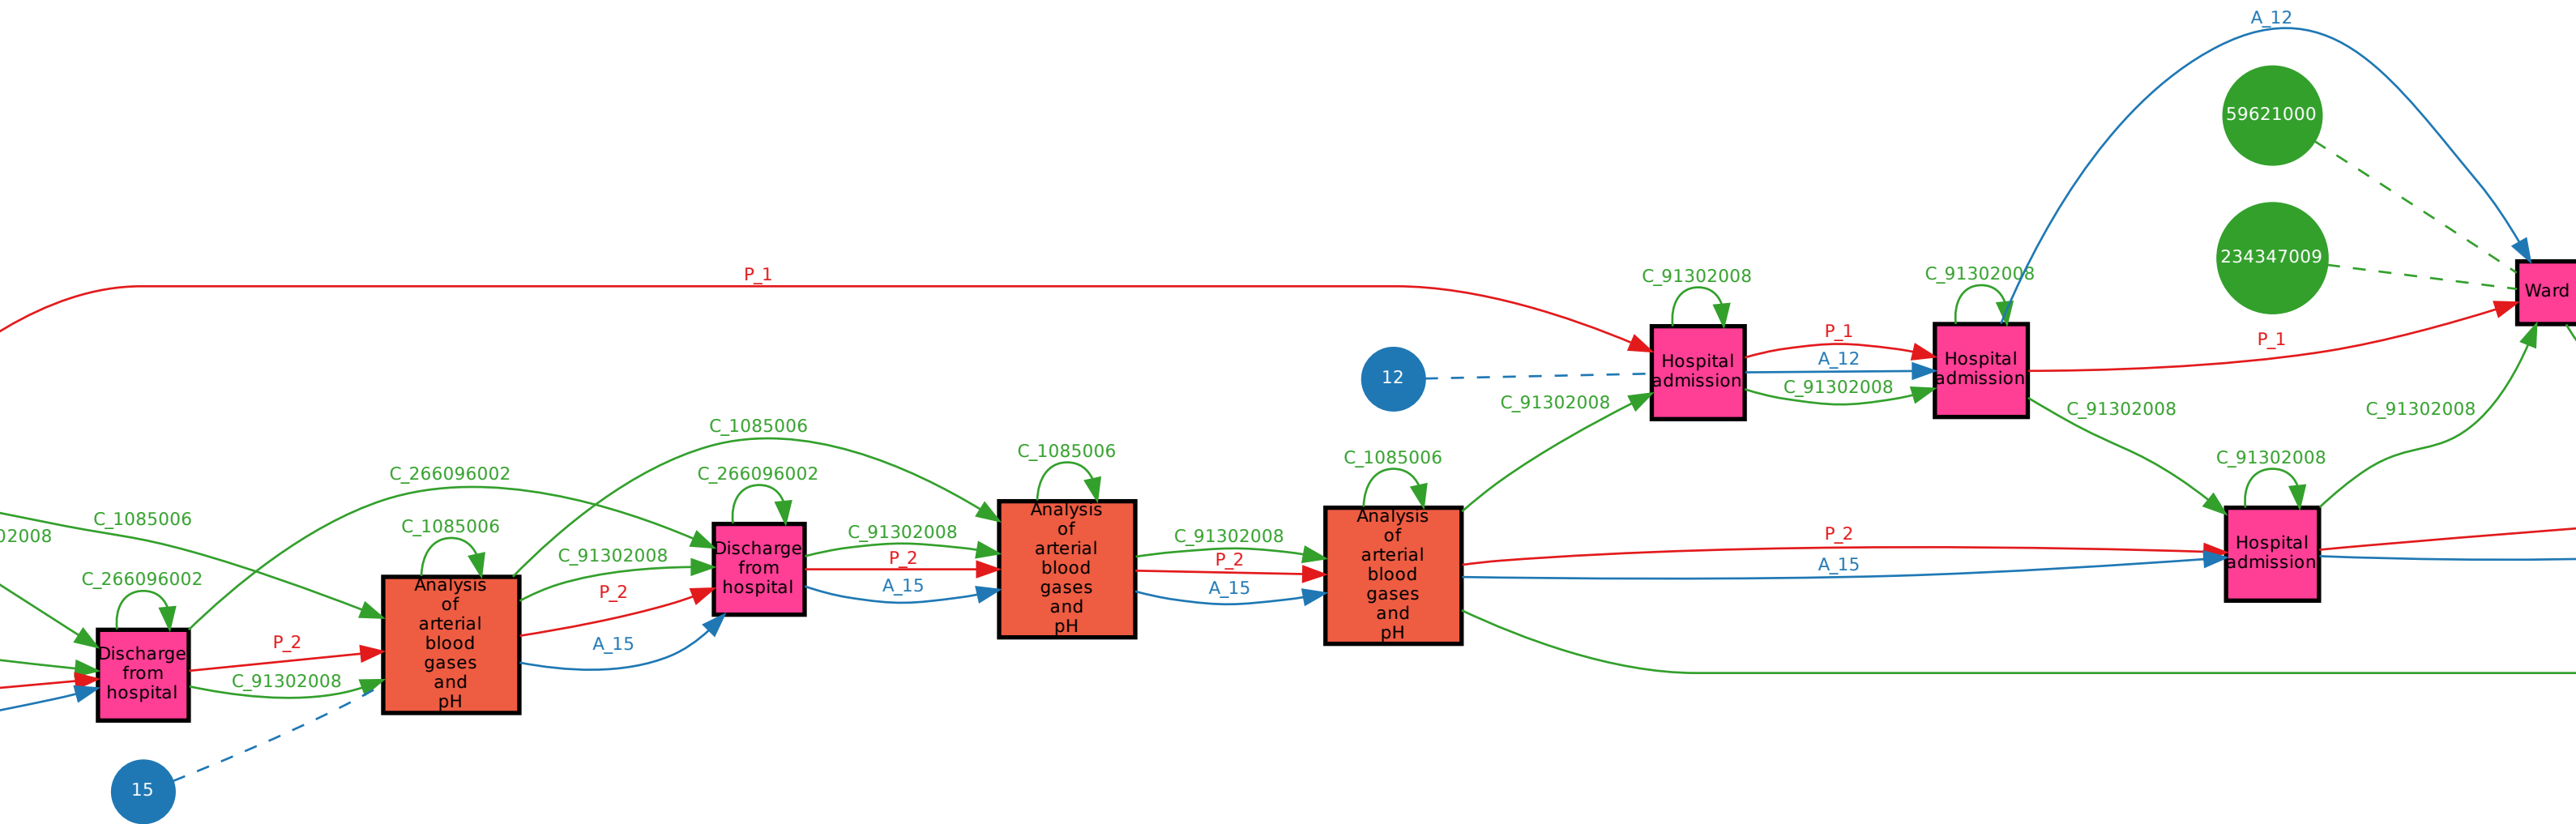 A_12
59621000
234347009
P_1
C_91302008
C_91302008
Ward
P_1
A_12
P_1
12
Hospital
admission
Hospital
admission
C_91302008
C_91302008
C_91302008
C_91302008
C_1085006
C_266096002
C_266096002
C_1085006
C_1085006
C_91302008
C_1085006
02008
C_1085006
C_91302008
C_91302008
C_91302008
P_2
P_2
P_2
A_15
A_15
A_15
Discharge
from
hospital
Analysis
of
arterial
blood
gases
and
pH
Analysis
of
arterial
blood
gases
and
pH
Hospital
admission
C_266096002
P_2
A_15
P_2
C_91302008
Discharge
from
hospital
Analysis
of
arterial
blood
gases
and
pH
15